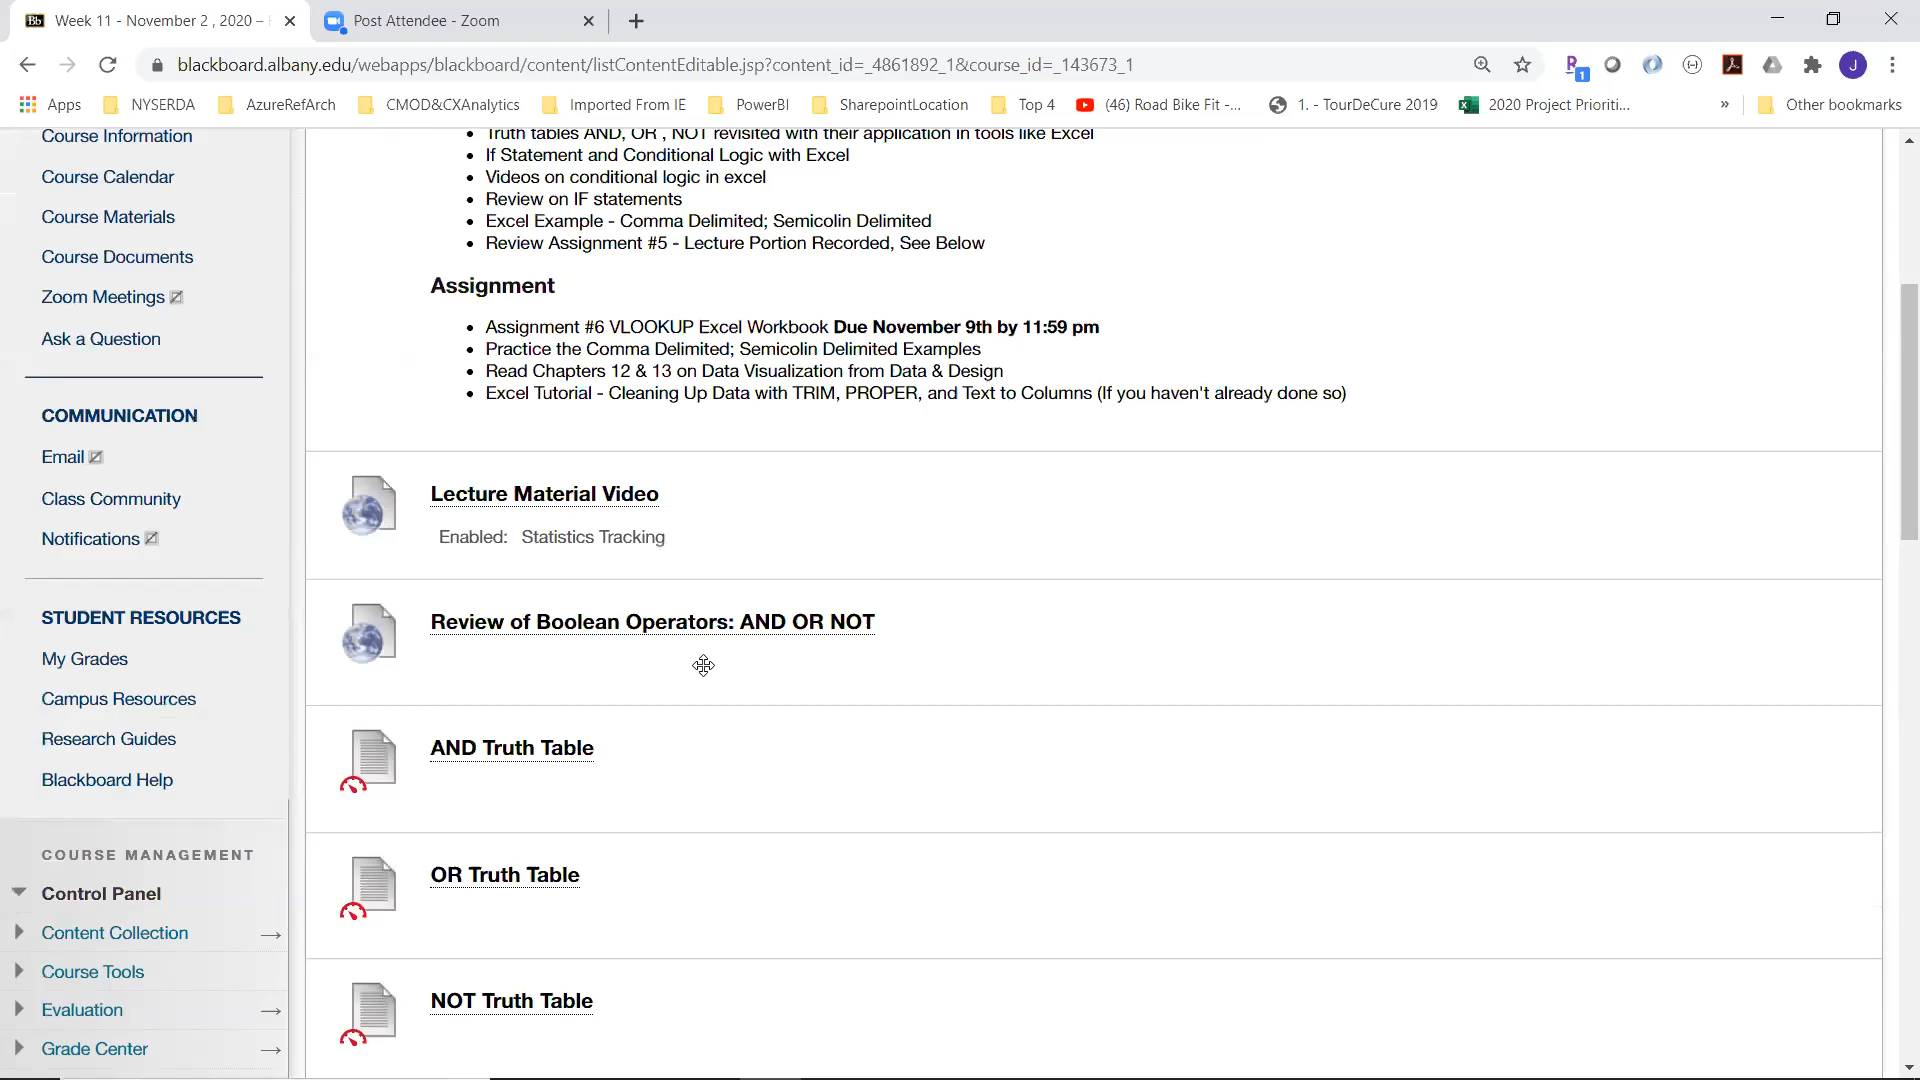 Bb Week 11 - November 2 , 2020 –
Post Attendee - Zoom
blackboard.albany.edu/webapps/blackboard/content/listContentEditable.jsp?content_id=_4861892_1&course_id=_143673_1
1
J
Apps
NYSERDA
AzureRefArch
CMOD&CXAnalytics
Imported From IE
PowerBI
SharepointLocation
Top 4
(46) Road Bike Fit -...
1. - TourDeCure 2019
2020 Project Prioriti...
»
Other bookmarks
Course Information
Course Calendar
Course Materials
Course Documents
Zoom Meetings
Ask a Question
COMMUNICATION
Email
Class Community
Notifications
STUDENT RESOURCES
My Grades
Campus Resources
Research Guides
Blackboard Help
COURSE MANAGEMENT
Control Panel
Content Collection
Course Tools
Evaluation
Grade Center
• Truth tables AND, OR , NOT revisited with their application in tools like Excel
• If Statement and Conditional Logic with Excel
• Videos on conditional logic in excel
• Review on IF statements
• Excel Example - Comma Delimited; Semicolin Delimited
• Review Assignment #5 - Lecture Portion Recorded, See Below
Assignment
• Assignment #6 VLOOKUP Excel Workbook Due November 9th by 11:59 pm
• Practice the Comma Delimited; Semicolin Delimited Examples
• Read Chapters 12 & 13 on Data Visualization from Data & Design
• Excel Tutorial - Cleaning Up Data with TRIM, PROPER, and Text to Columns (If you haven't already done so)
Lecture Material Video
Enabled: Statistics Tracking
Review of Boolean Operators: AND OR NOT
AND Truth Table
OR Truth Table
NOT Truth Table